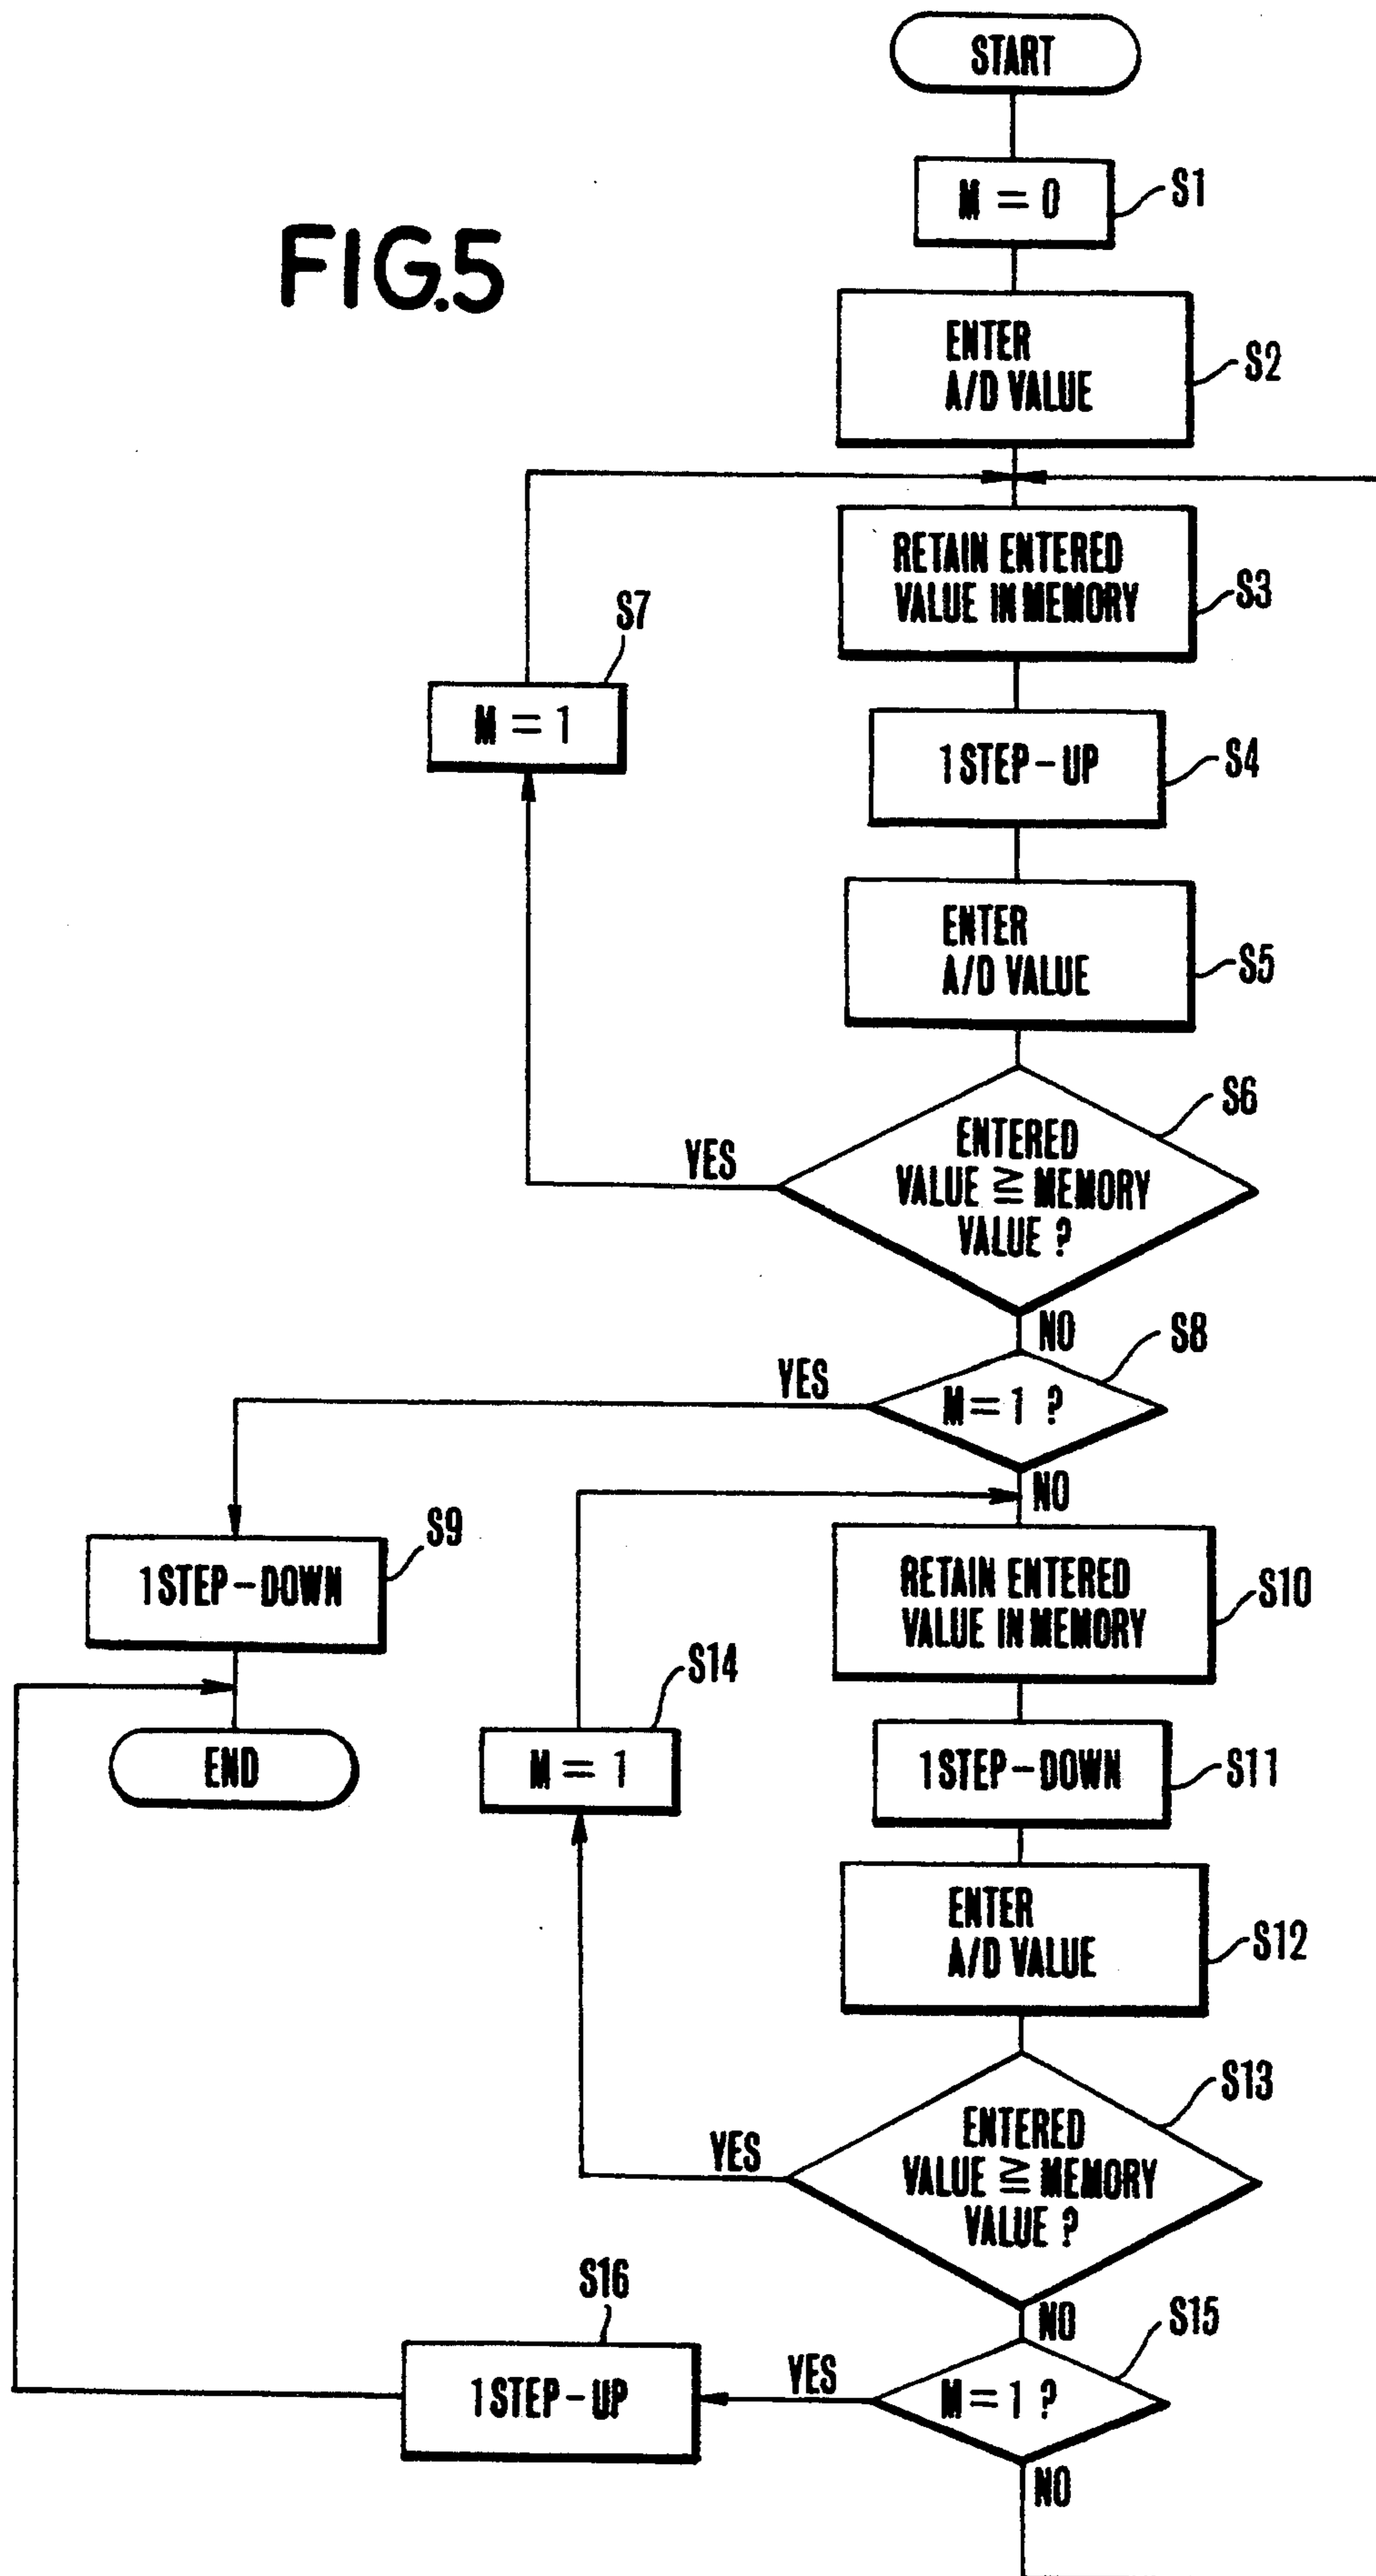 FIG.5
START
M = 0
S1
ENTER
A/D VALUE
S2
RETAIN ENTERED
VALUE IN MEMORY
S3
S7
M = 1
1 STEP-UP
S4
ENTER
A/D VALUE
S5
ENTERED
VALUE ≧ MEMORY
VALUE ?
S6
YES
NO
M = 1 ?
S8
YES
NO
1 STEP-DOWN
S9
END
RETAIN ENTERED
VALUE IN MEMORY
S10
S14
M = 1
1 STEP-DOWN
S11
ENTER
A/D VALUE
S12
ENTERED
VALUE ≧ MEMORY
VALUE ?
S13
YES
NO
M = 1 ?
S15
YES
NO
S16
1 STEP-UP